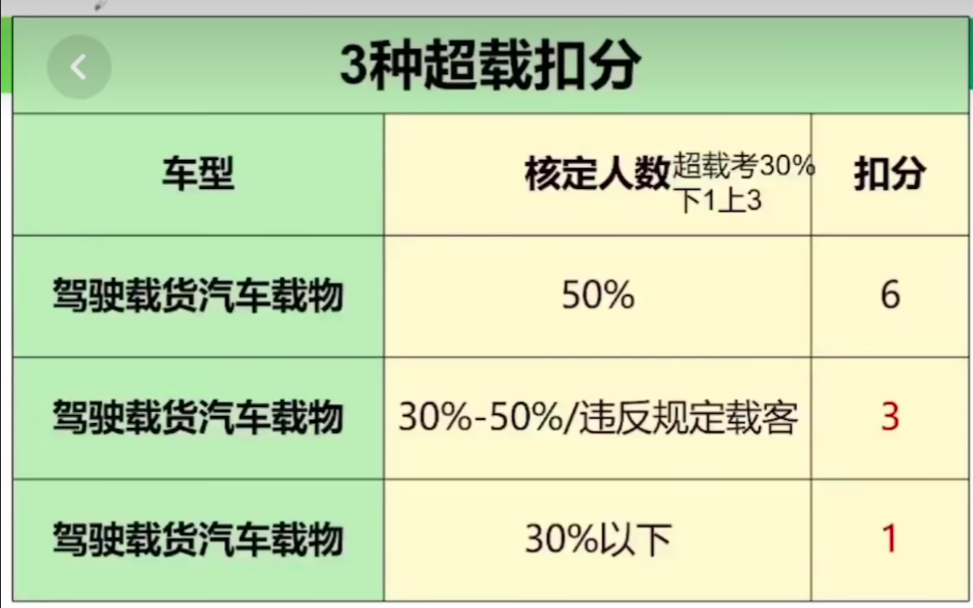 3种超载扣分
车型
核定人数
超载考30%
下1上3
扣分
驾驶载货汽车载物
50%
6
驾驶载货汽车载物
30%-50%/违反规定载客
3
驾驶载货汽车载物
30%以下
1